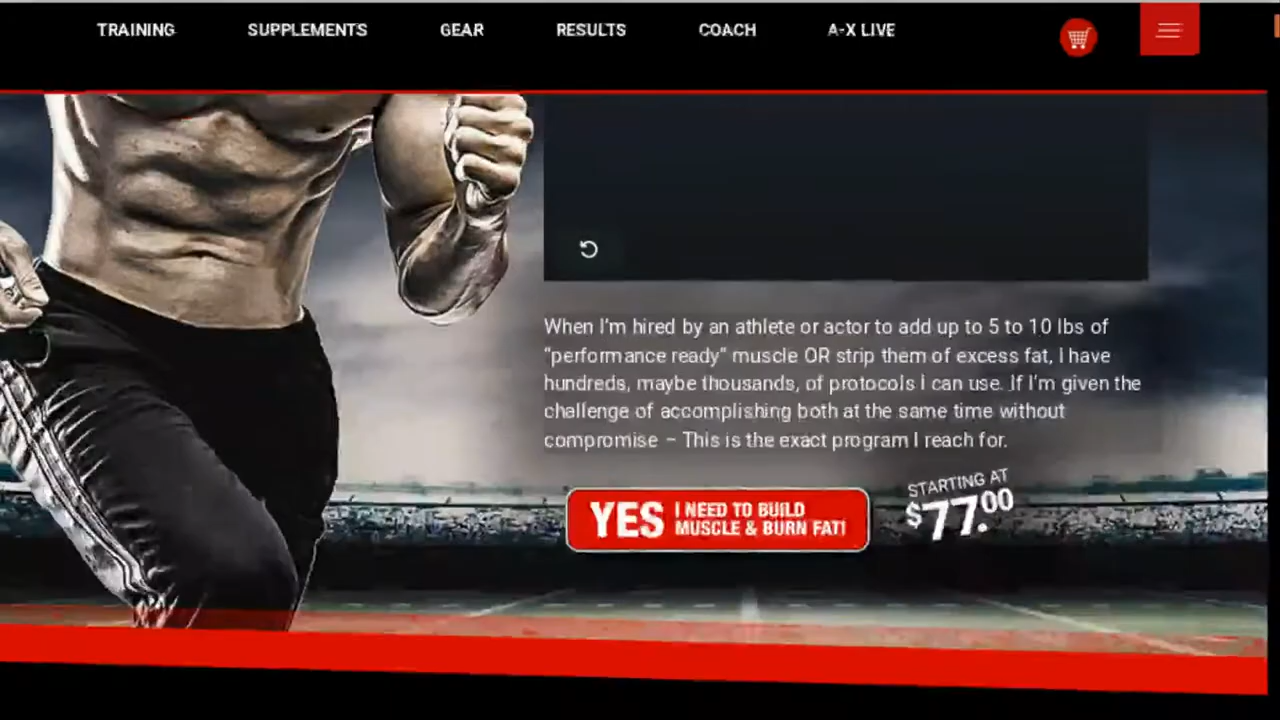 TRAINING SUPPLEMENTS GEAR RESULTS COACH A-X LIVE
When I'm hired by an athlete or actor to add up to 5 to 10 lbs of
"performance ready" muscle OR strip them of excess fat, I have
hundreds, maybe thousands, of protocols I can use. If I'm given the
challenge of accomplishing both at the same time without
compromise – This is the exact program I reach for.
YES I NEED TO BUILD
MUSCLE & BURN FAT!
STARTING AT
$77.00